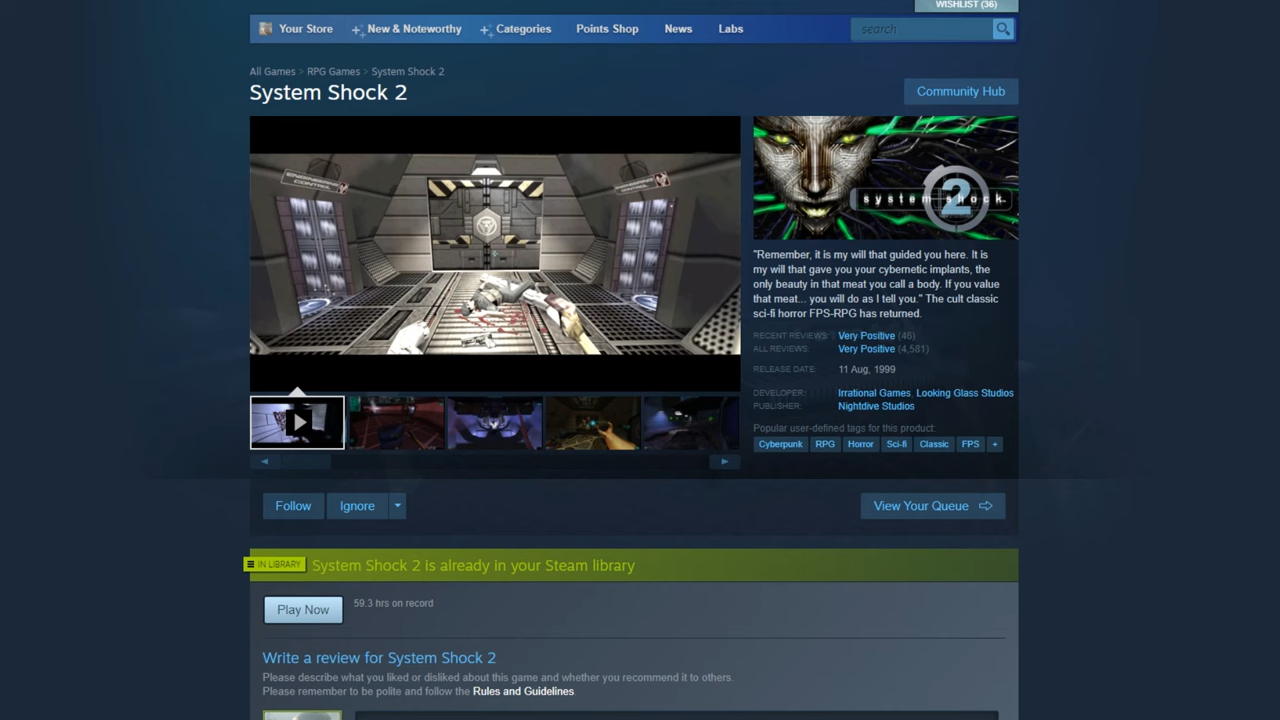 WISHLIST (36)
Your Store
New & Noteworthy
Categories
Points Shop
News
Labs
search
All Games > RPG Games > System Shock 2
System Shock 2
Community Hub
ENGINEERING
CONTROL
system shock
2
"Remember, it is my will that guided you here. It is
my will that gave you your cybernetic implants, the
only beauty in that meat you call a body. If you value
that meat... you will do as I tell you." The cult classic
sci-fi horror FPS-RPG has returned.
RECENT REVIEWS: Very Positive (46)
ALL REVIEWS: Very Positive (4,581)
RELEASE DATE: 11 Aug, 1999
DEVELOPER: Irrational Games, Looking Glass Studios
PUBLISHER: Nightdive Studios
Popular user-defined tags for this product:
Cyberpunk RPG Horror Sci-fi Classic FPS +
Follow
Ignore
View Your Queue
IN LIBRARY
System Shock 2 is already in your Steam library
Play Now
59.3 hrs on record
Write a review for System Shock 2
Please describe what you liked or disliked about this game and whether you recommend it to others.
Please remember to be polite and follow the Rules and Guidelines.